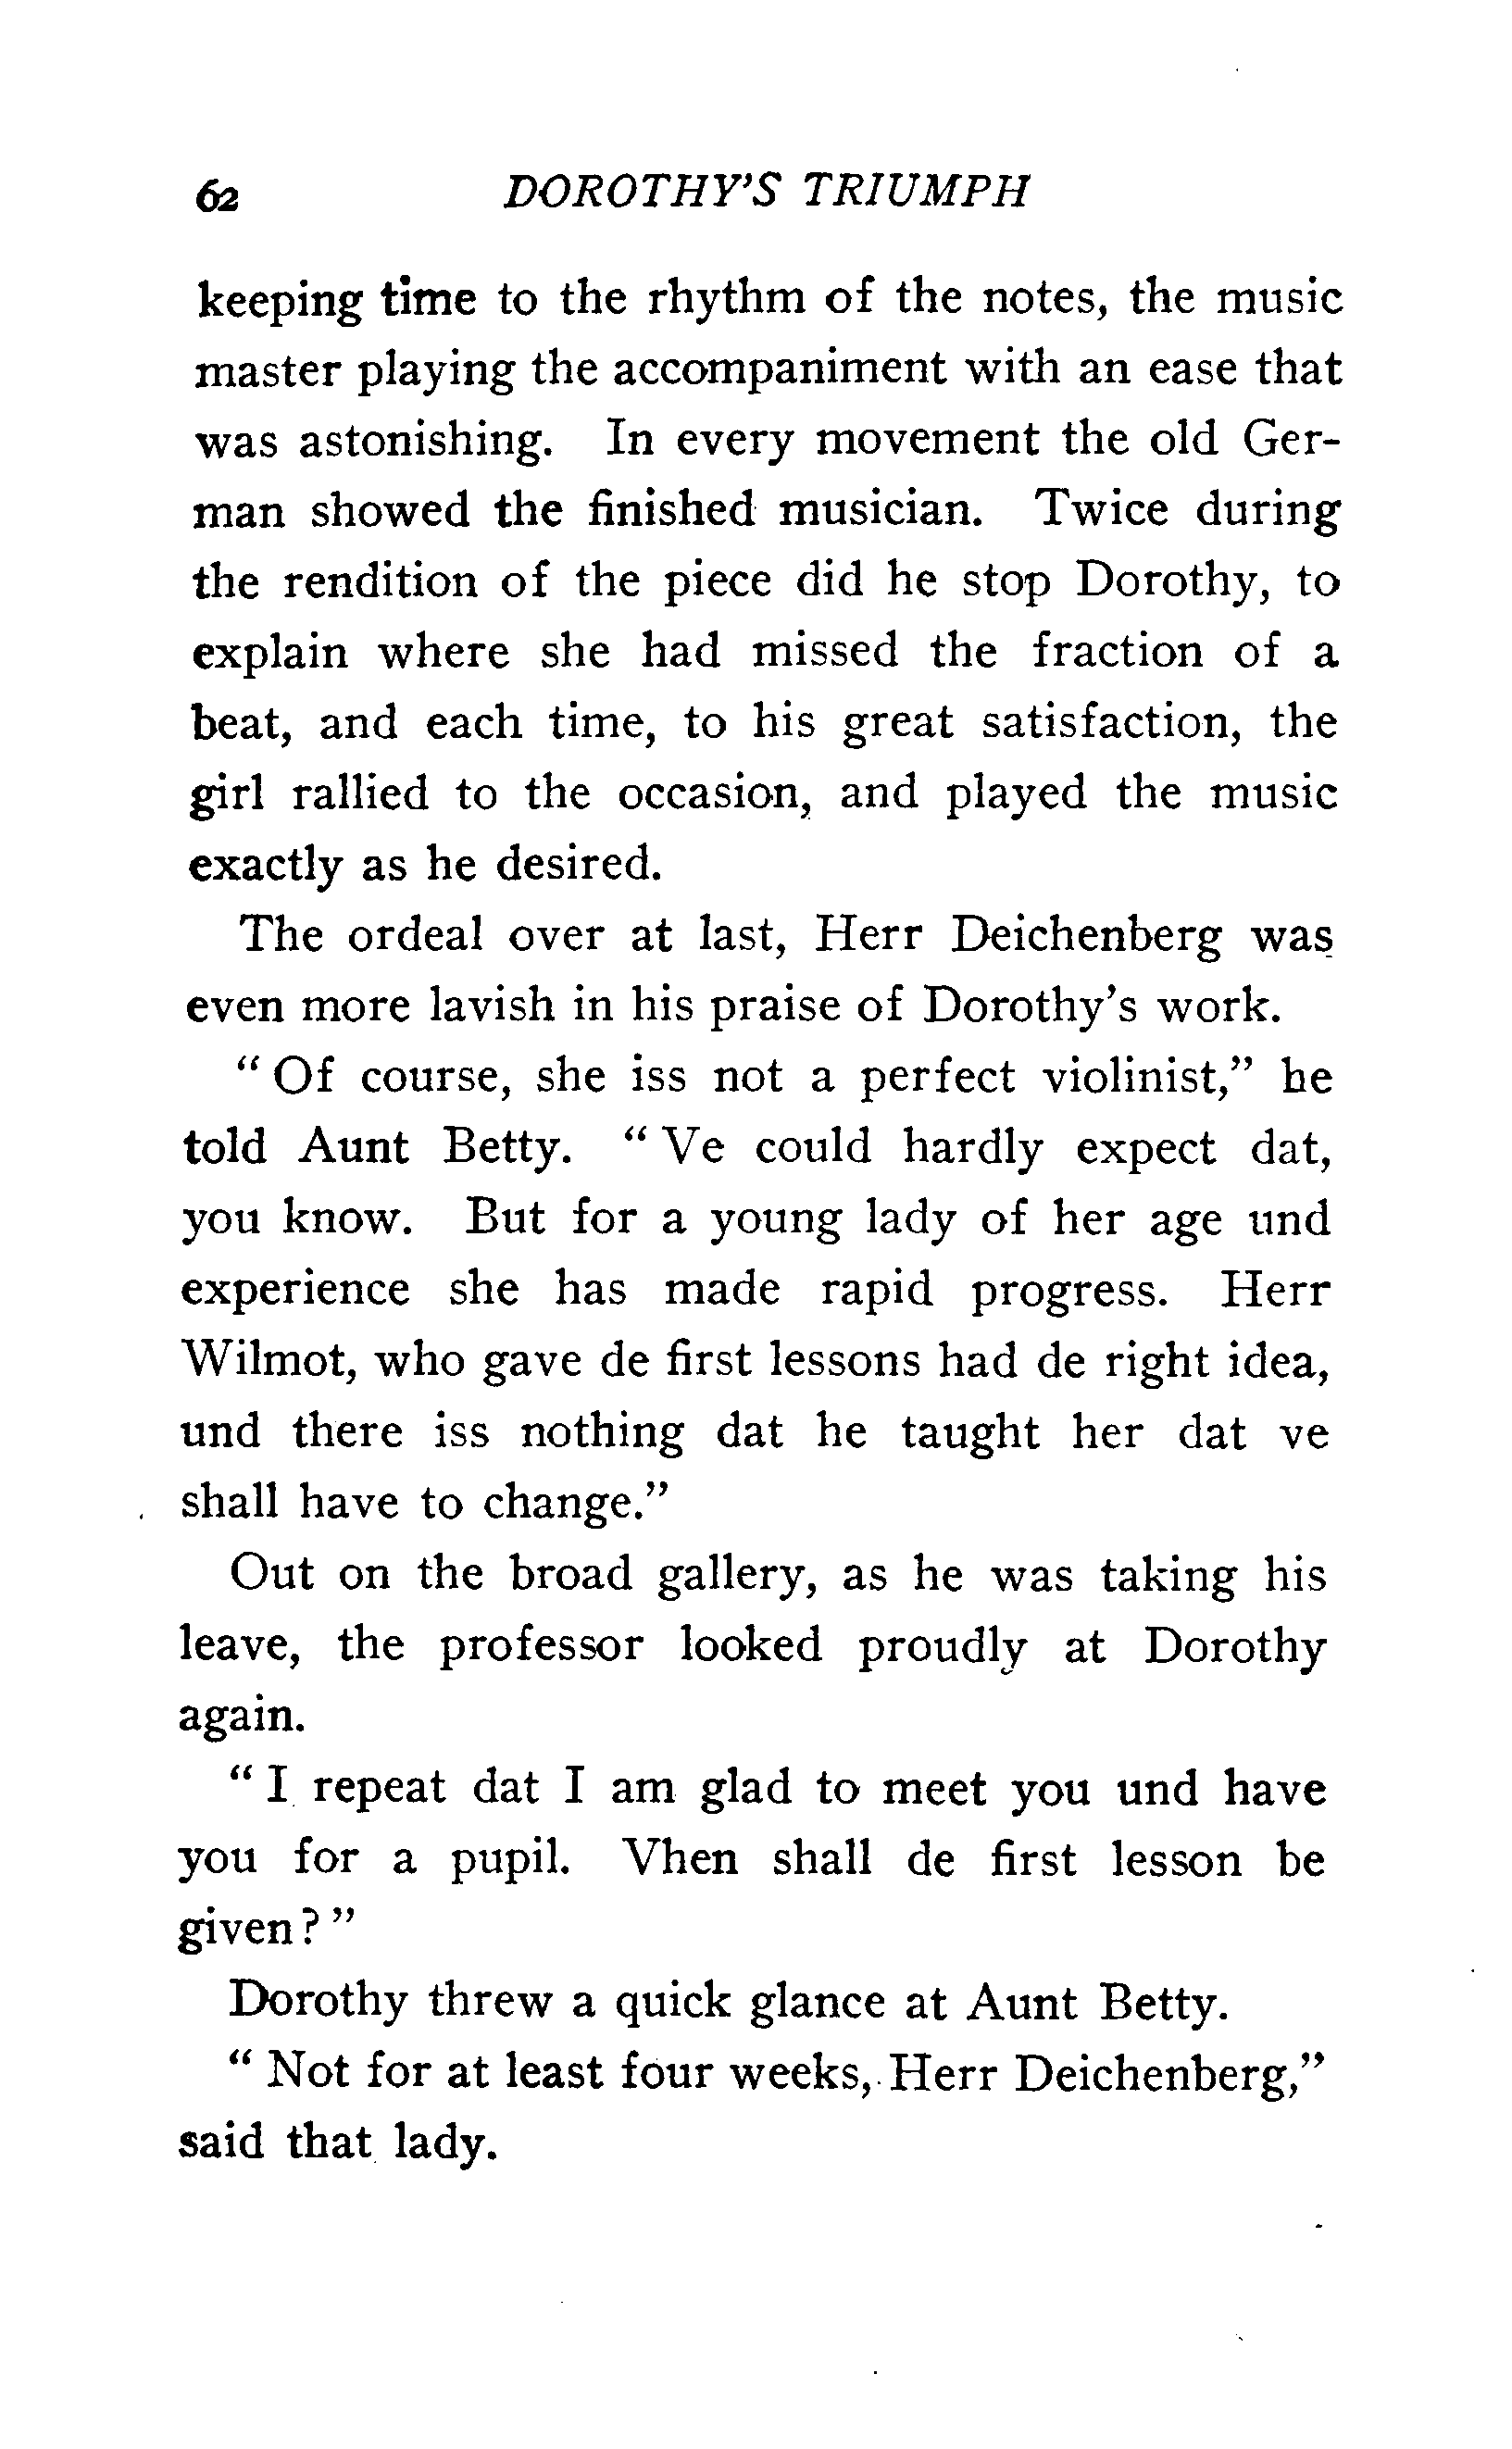 62 DOROTHY'S TRIUMPH
keeping time to the rhythm of the notes, the music
master playing the accompaniment with an ease that
was astonishing. In every movement the old Ger-
man showed the finished musician. Twice during
the rendition of the piece did he stop Dorothy, to
explain where she had missed the fraction of a
beat, and each time, to his great satisfaction, the
girl rallied to the occasion, and played the music
exactly as he desired.
The ordeal over at last, Herr Deichenberg was
even more lavish in his praise of Dorothy's work.
“ Of course, she iss not a perfect violinist,” he
told Aunt Betty. “ Ve could hardly expect dat,
you know. But for a young lady of her age und
experience she has made rapid progress. Herr
Wilmot, who gave de first lessons had de right idea,
und there iss nothing dat he taught her dat ve
shall have to change.”
Out on the broad gallery, as he was taking his
leave, the professor looked proudly at Dorothy
again.
“ I repeat dat I am glad to meet you und have
you for a pupil. Vhen shall de first lesson be
given? ”
Dorothy threw a quick glance at Aunt Betty.
“ Not for at least four weeks, Herr Deichenberg,”
said that lady.